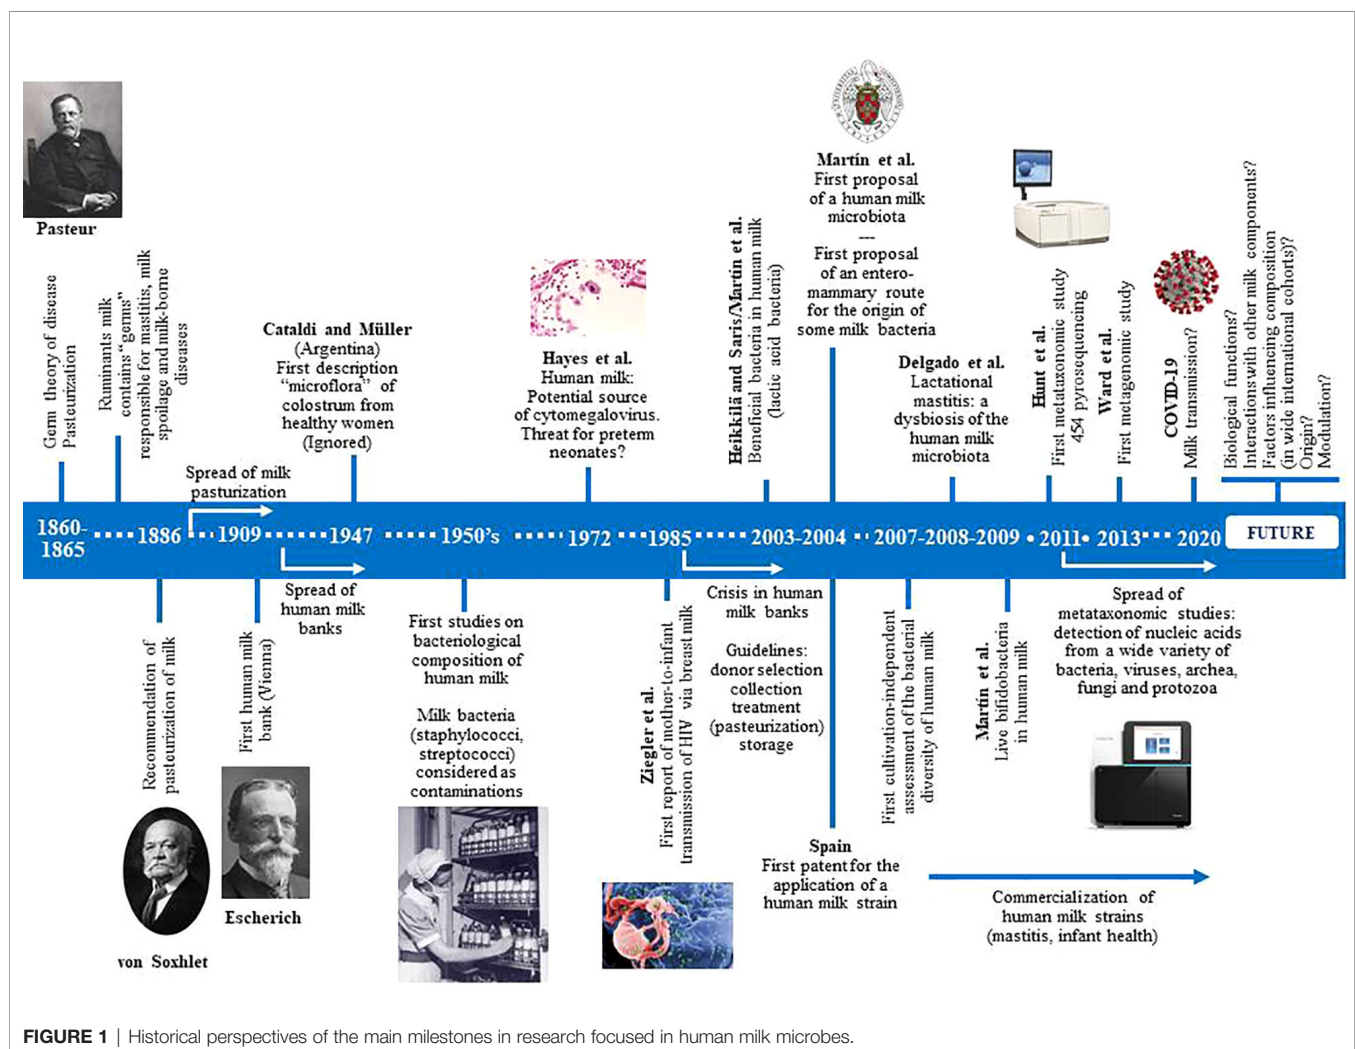 Pasteur
Germ theory of disease
Pasteurization
Ruminants milk
contains "germs"
responsible for mastitis, milk
spoilage and milk-borne
diseases
Spread of milk
pasturization
Cataldi and Müller
(Argentina)
First description
"microflora" of
colostrum from
healthy women
(Ignored)
Hayes et al.
Human milk:
Potential source
of cytomegalovirus.
Threat for preterm
neonates?
Heikkilä and Saris/Martín et al.
Beneficial bacteria in human milk
(lactic acid bacteria)
Martín et al.
First proposal
of a human milk
microbiota
---
First proposal
of an entero-
mammary route
for the origin of
some milk bacteria
Delgado et al.
Lactational
mastitis: a
dysbiosis of the
human milk
microbiota
Hunt et al.
First metataxonomic study
454 pyrosequencing
Ward et al.
First metagenomic study
COVID-19
Milk transmission?
Biological functions?
Interactions with other milk components?
Factors influencing composition
(in wide international cohorts)?
Origin?
Modulation?
1860-
1865
1886
1909
1947
1950's
1972
1985
2003-2004
2007-2008-2009
2011
2013
2020
FUTURE
Recommendation of
pasteurization of milk
von Soxhlet
First human milk
bank (Vienna)
Escherich
Spread of
human milk
banks
First studies on
bacteriological
composition of
human milk
Milk bacteria
(staphylococci,
streptococci)
considered as
contaminations
Ziegler et al.
First report of mother-to-infant
transmission of HIV via breast milk
Crisis in human
milk banks
Guidelines:
donor selection
collection
treatment
(pasteurization)
storage
Spain
First patent for the
application of a
human milk strain
First cultivation-independent
assessment of the bacterial
diversity of human milk
Martín et al.
Live bifidobacteria
in human milk
Spread of
metataxonomic studies:
detection of nucleic acids
from a wide variety of
bacteria, viruses, archea,
fungi and protozoa
Commercialization of
human milk strains
(mastitis, infant health)
FIGURE 1 | Historical perspectives of the main milestones in research focused in human milk microbes.